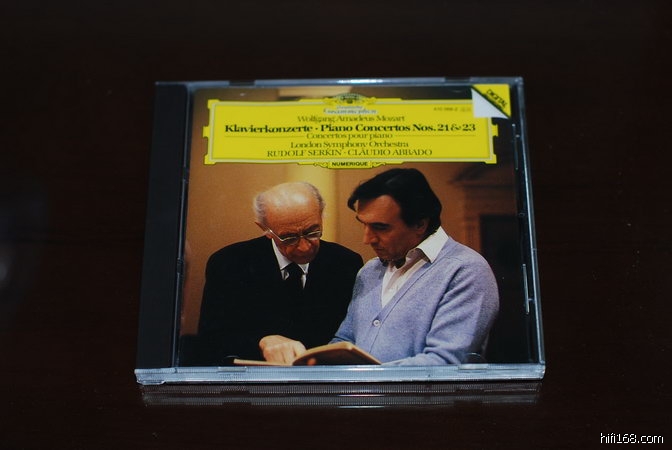 DIGITAL
Wolfgang Amadeus Mozart
Klavierkonzerte · Piano Concertos Nos. 21 & 23
Concertos pour piano
London Symphony Orchestra
RUDOLF SERKIN · CLAUDIO ABBADO
NUMERIQUE
hifi168.com